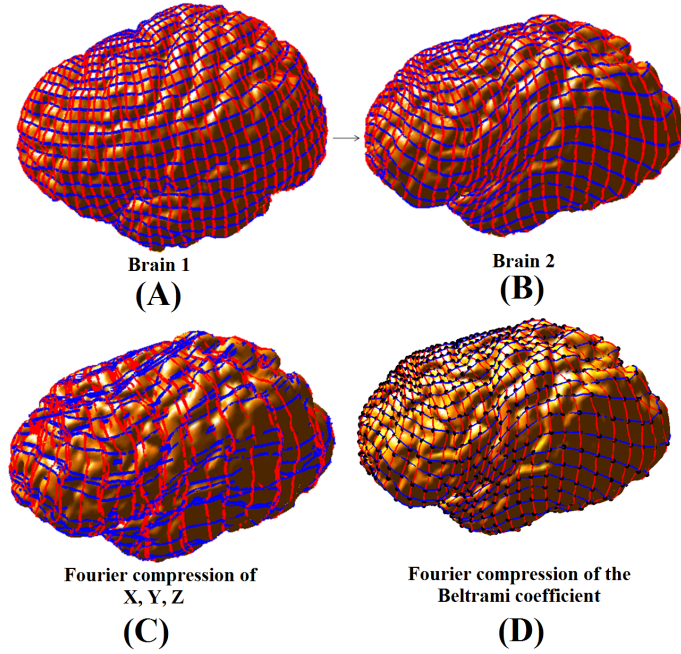 Brain 1
(A)
Brain 2
(B)
Fourier compression of
X, Y, Z
(C)
Fourier compression of the
Beltrami coefficient
(D)